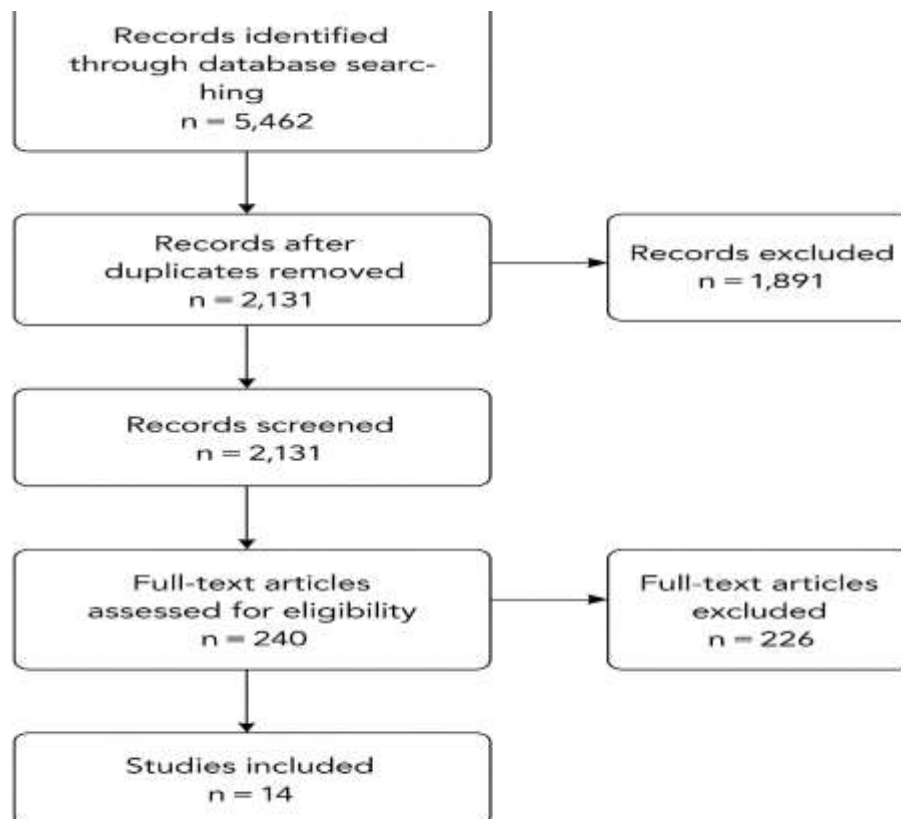 Records identified
through database searc-
hing
n = 5,462
Records after
duplicates removed
n = 2,131
Records excluded
n = 1,891
Records screened
n = 2,131
Full-text articles
assessed for eligibility
n = 240
Full-text articles
excluded
n = 226
Studies included
n = 14